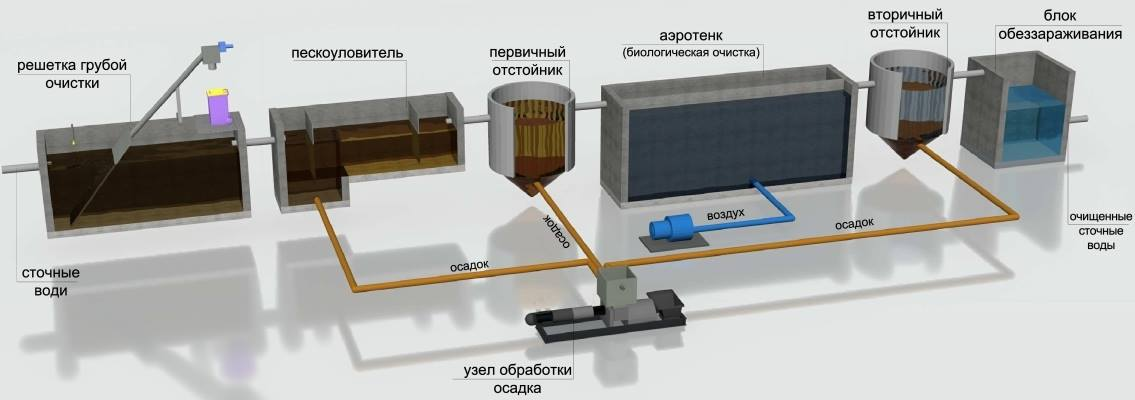 решетка грубой
очистки
пескоуловитель
первичный
отстойник
аэротенк
(биологическая очистка)
вторичный
отстойник
блок
обеззараживания
сточные
води
осадок
осадок
воздух
осадок
очищенные
сточные
воды
узел обработки
осадка